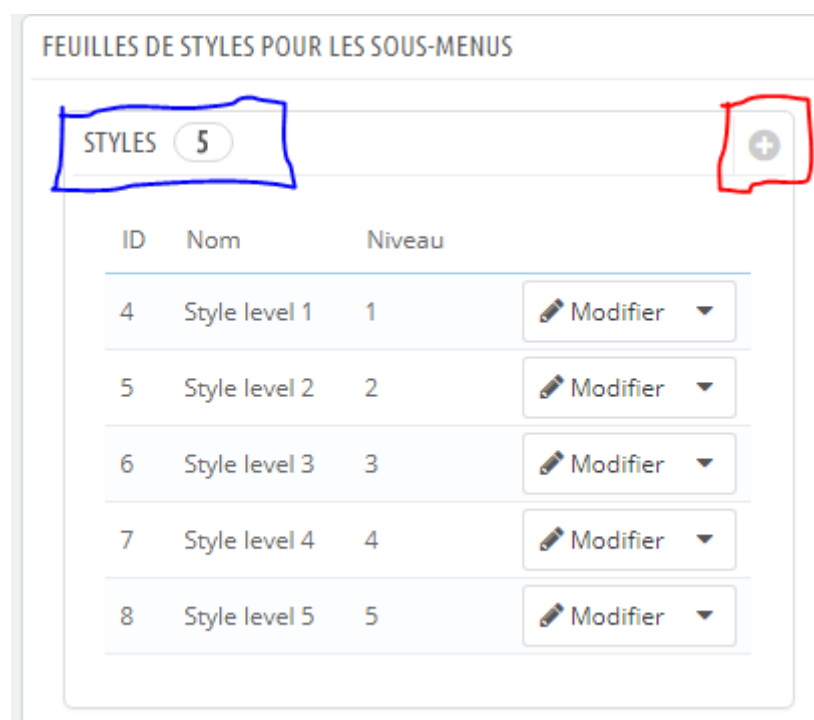 FEUILLES DE STYLES POUR LES SOUS-MENUS
STYLES 5
ID Nom Niveau
4 Style level 1 1 Modifier
5 Style level 2 2 Modifier
6 Style level 3 3 Modifier
7 Style level 4 4 Modifier
8 Style level 5 5 Modifier